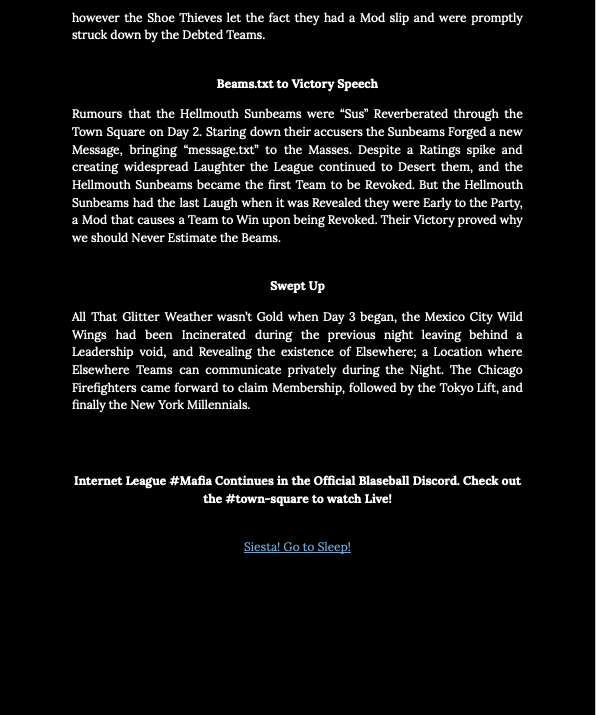 however the Shoe Thieves let the fact they had a Mod slip and were promptly
struck down by the Debted Teams.
Beams.txt to Victory Speech
Rumours that the Hellmouth Sunbeams were “Sus” Reverberated through the
Town Square on Day 2. Staring down their accusers the Sunbeams Forged a new
Message, bringing “message.txt” to the Masses. Despite a Ratings spike and
creating widespread Laughter the League continued to Desert them, and the
Hellmouth Sunbeams became the first Team to be Revoked. But the Hellmouth
Sunbeams had the last Laugh when it was Revealed they were Early to the Party,
a Mod that causes a Team to Win upon being Revoked. Their Victory proved why
we should Never Estimate the Beams.
Swept Up
All That Glitter Weather wasn’t Gold when Day 3 began, the Mexico City Wild
Wings had been Incinerated during the previous night leaving behind a
Leadership void, and Revealing the existence of Elsewhere; a Location where
Elsewhere Teams can communicate privately during the Night. The Chicago
Firefighters came forward to claim Membership, followed by the Tokyo Lift, and
finally the New York Millennials.
Internet League #Mafia Continues in the Official Blaseball Discord. Check out
the #town-square to watch Live!
Siesta! Go to Sleep!